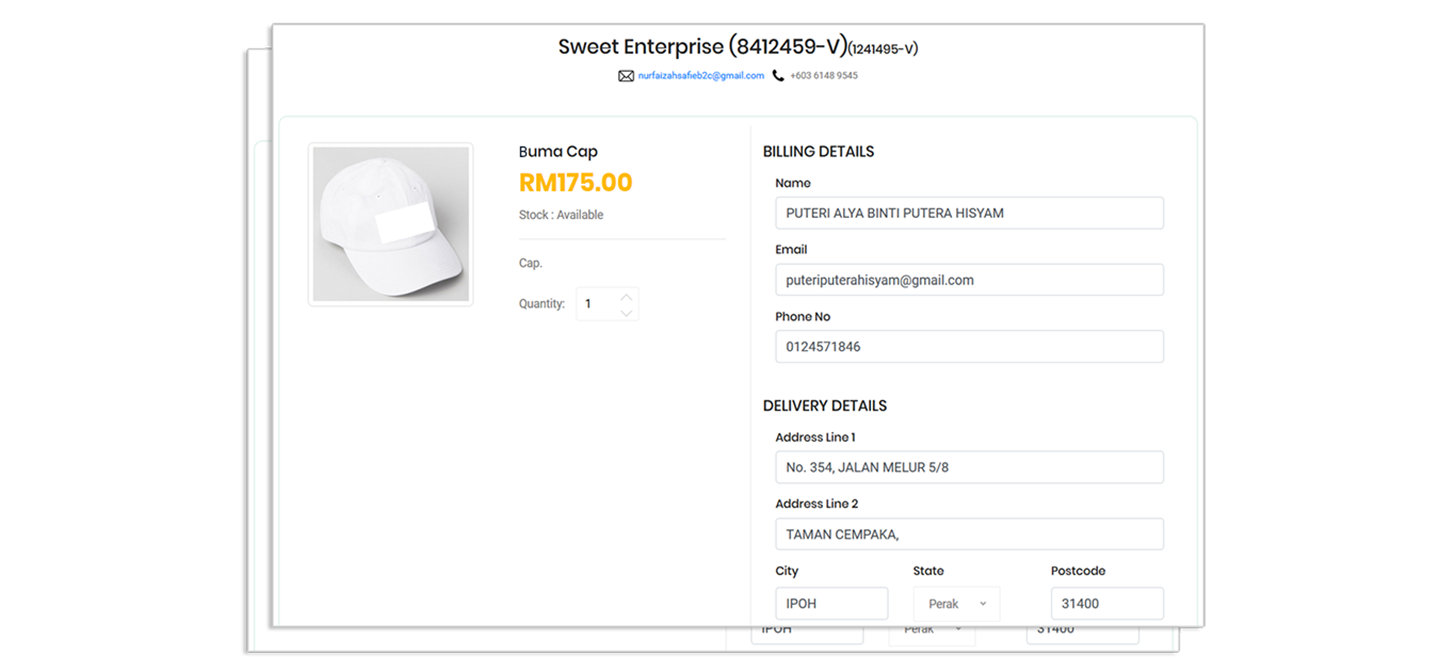 Sweet Enterprise (8412459-V)(1241495-V)
nurfaizahsafieb2c@gmail.com +603 6148 9545
Buma Cap
RM175.00
Stock : Available
Cap.
Quantity: 1
BILLING DETAILS
Name
PUTERI ALYA BINTI PUTERA HISYAM
Email
puteriputerahisyam@gmail.com
Phone No
0124571846
DELIVERY DETAILS
Address Line 1
No. 354, JALAN MELUR 5/8
Address Line 2
TAMAN CEMPAKA,
City State Postcode
IPOH Perak 31400
IPOH Perak 31400